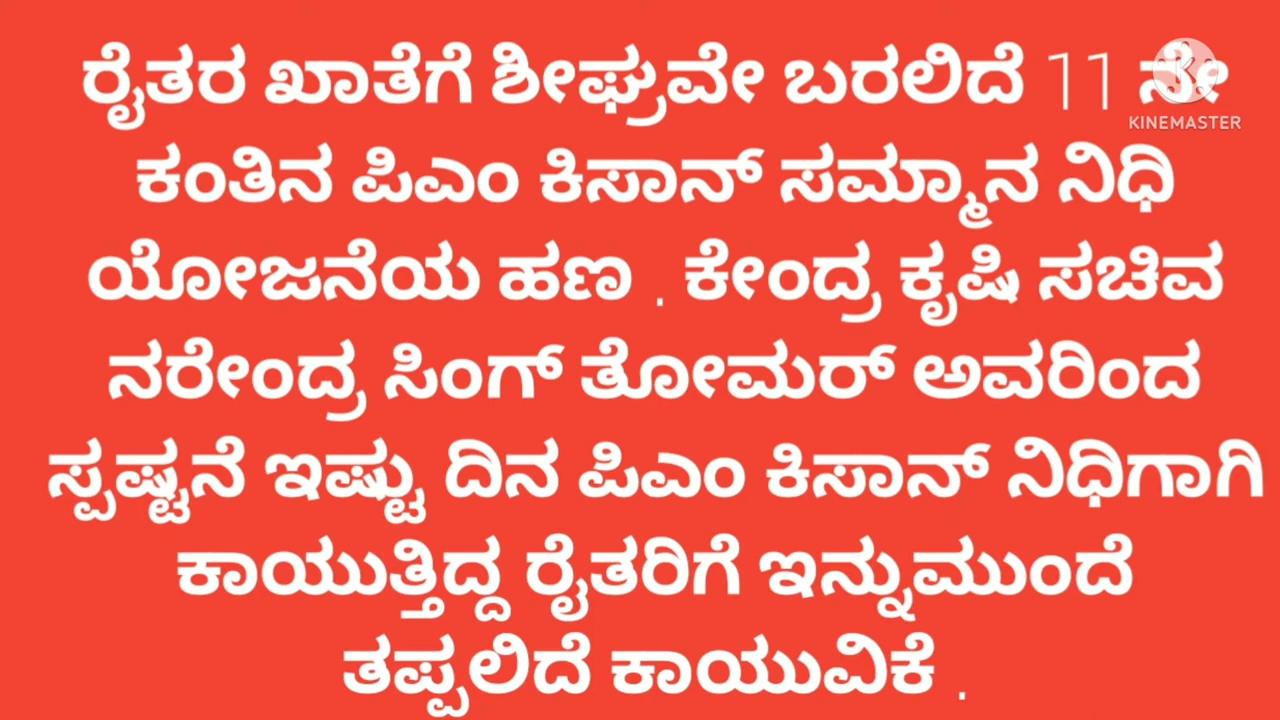 ರೈತರ ಖಾತೆಗೆ ಶೀಘ್ರವೇ ಬರಲಿದೆ 11 ನೇ
KINEMASTER
ಕಂತಿನ ಪಿಎಂ ಕಿಸಾನ್ ಸಮ್ಮಾನ ನಿಧಿ
ಯೋಜನೆಯ ಹಣ . ಕೇಂದ್ರ ಕೃಷಿ ಸಚಿವ
ನರೇಂದ್ರ ಸಿಂಗ್ ತೋಮರ್ ಅವರಿಂದ
ಸ್ಪಷ್ಟನೆ ಇಷ್ಟು ದಿನ ಪಿಎಂ ಕಿಸಾನ್ ನಿಧಿಗಾಗಿ
ಕಾಯುತ್ತಿದ್ದ ರೈತರಿಗೆ ಇನ್ನುಮುಂದೆ
ತಪ್ಪಲಿದೆ ಕಾಯುವಿಕೆ .